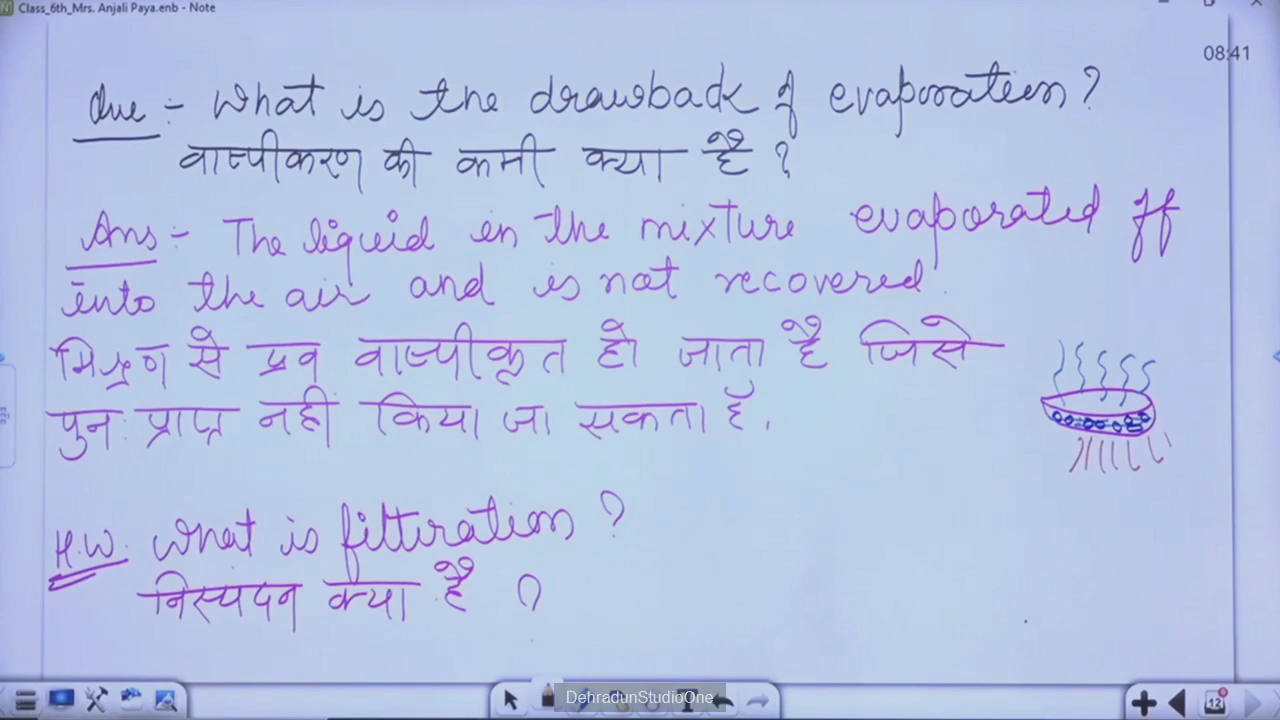 Class_6th_Mrs. Anjali Paya.enb - Note
08:41
Que :- What is the drawback of evaporation?
वाष्पीकरण की कमी क्या है ?
Ans :- The liquid in the mixture evaporated off
into the air and is not recovered.
मिश्रण से द्रव वाष्पीकृत हो जाता है जिसे
पुन: प्राप्त नहीं किया जा सकता है.
H.W. What is filtiration ?
निस्यंदन क्या है ?
DehradunStudioOne
12